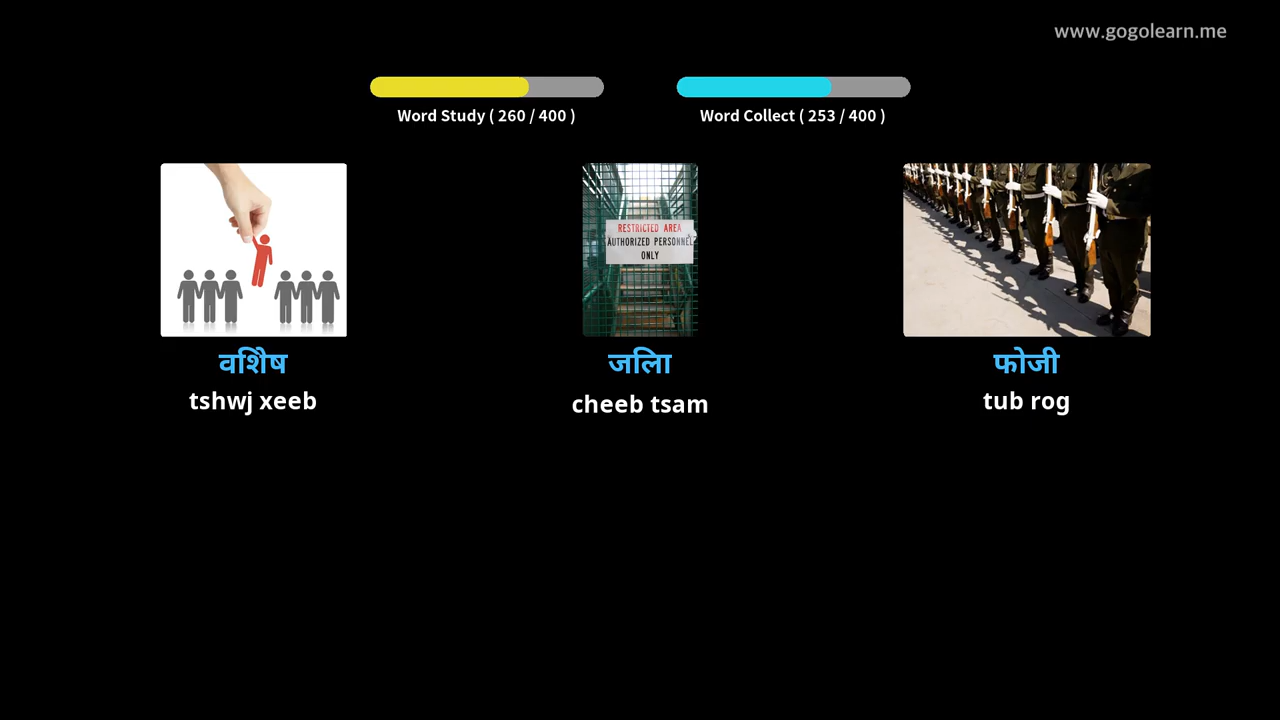 www.gogolearn.me
Word Study ( 260 / 400 )
Word Collect ( 253 / 400 )
RESTRICTED AREA
AUTHORIZED PERSONNEL
ONLY
वशिेष
जलिा
फोजी
tshwj xeeb
cheeb tsam
tub rog